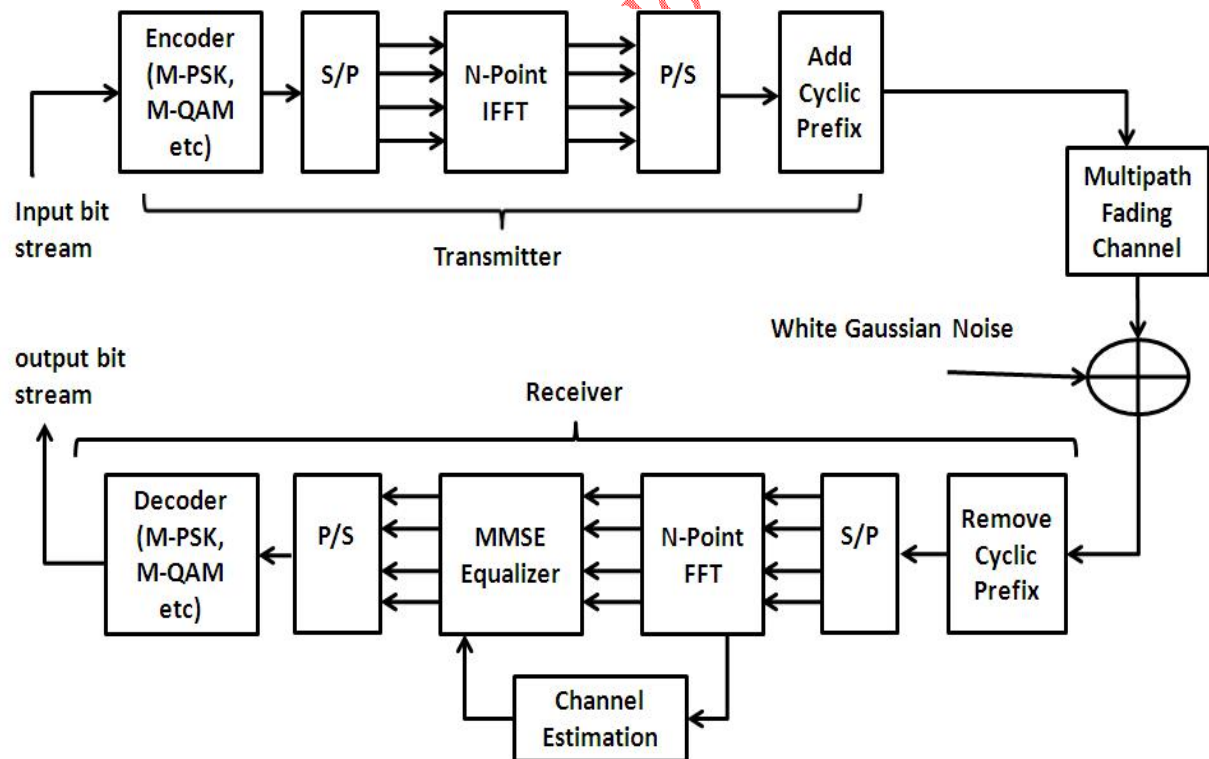 Encoder
(M-PSK,
M-QAM
etc)
S/P
N-Point
IFFT
P/S
Add
Cyclic
Prefix
Multipath
Fading
Channel
Input bit
stream
Transmitter
White Gaussian Noise
output bit
stream
Receiver
Decoder
(M-PSK,
M-QAM
etc)
P/S
MMSE
Equalizer
N-Point
FFT
S/P
Remove
Cyclic
Prefix
Channel
Estimation